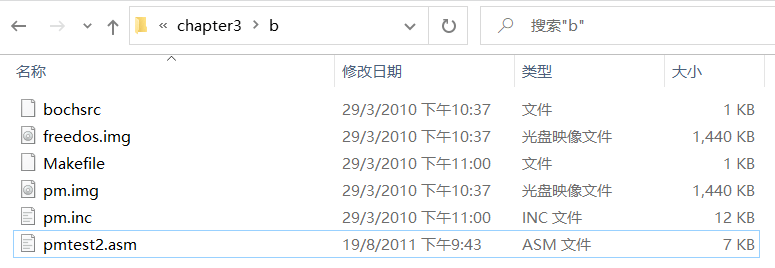 « chapter3 > b 搜索"b"
名称 修改日期 类型 大小
bochsrc 29/3/2010 下午10:37 文件 1 KB
freedos.img 29/3/2010 下午10:37 光盘映像文件 1,440 KB
Makefile 29/3/2010 下午11:00 文件 1 KB
pm.img 29/3/2010 下午10:37 光盘映像文件 1,440 KB
pm.inc 29/3/2010 下午11:00 INC 文件 12 KB
pmtest2.asm 19/8/2011 下午9:43 ASM 文件 7 KB